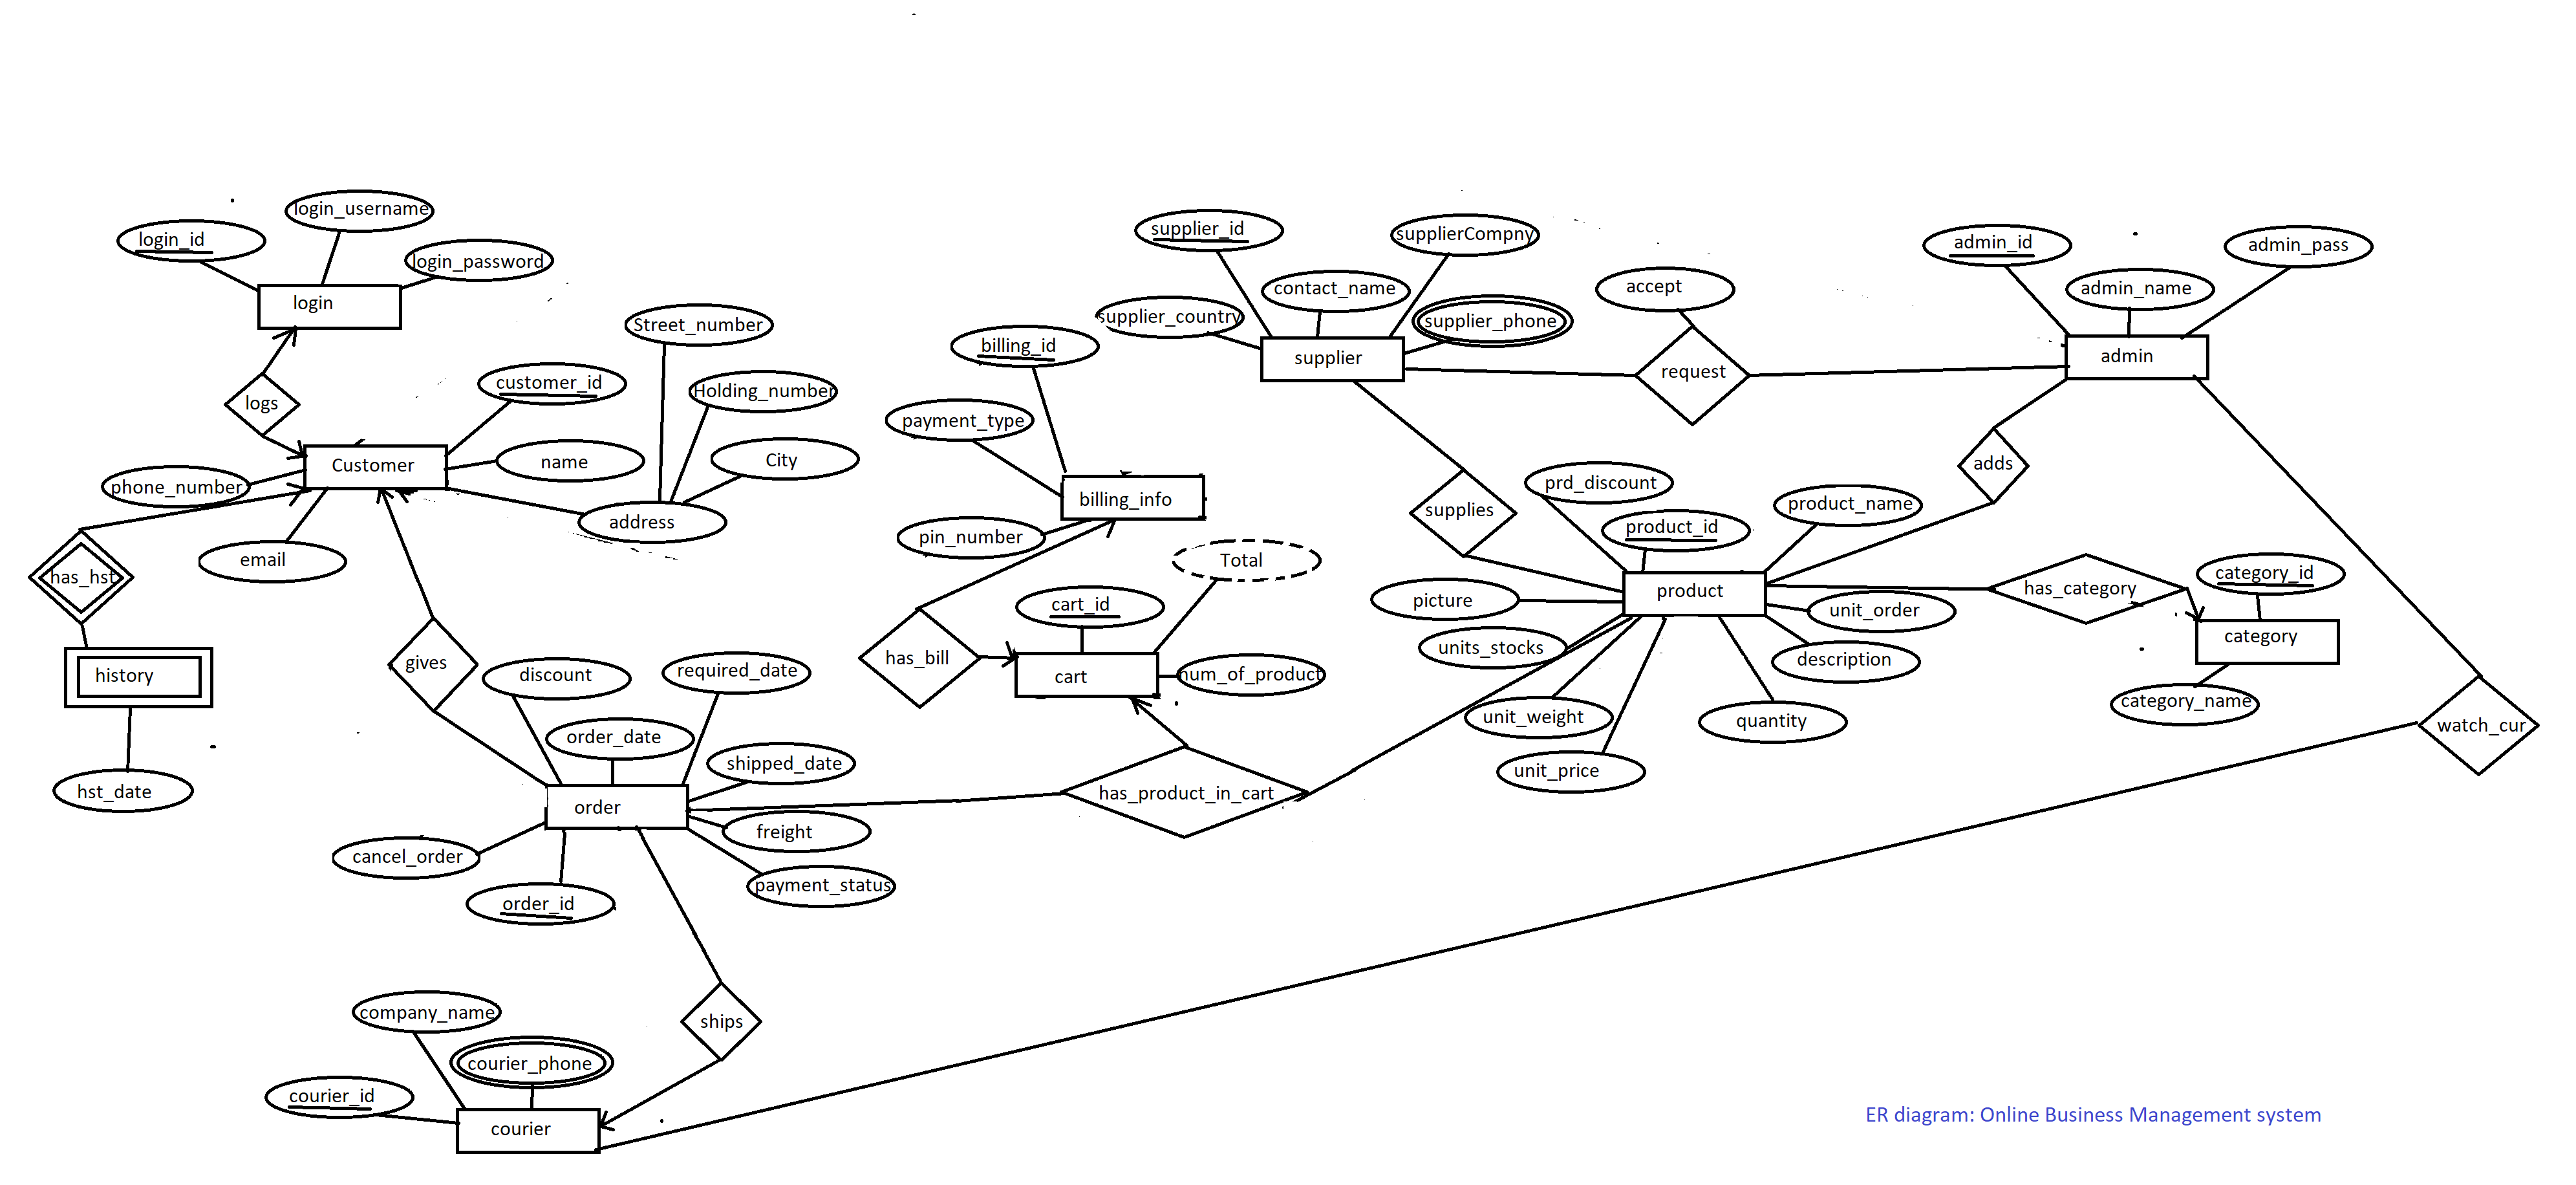 login_username
login_id
login_password
login
logs
Street_number
customer_id
Holding_number
Customer
name
City
phone_number
address
email
has_hst
history
hst_date
gives
discount
required_date
order_date
shipped_date
order
freight
cancel_order
payment_status
order_id
company_name
ships
courier_phone
courier_id
courier
supplier_id
supplierCompny
contact_name
supplier_country
supplier_phone
supplier
accept
request
admin_id
admin_pass
admin_name
admin
billing_id
payment_type
billing_info
pin_number
Total
cart_id
has_bill
cart
num_of_product
has_product_in_cart
supplies
adds
prd_discount
product_name
product_id
product
picture
unit_order
units_stocks
description
unit_weight
quantity
unit_price
has_category
category_id
category
category_name
watch_cur
ER diagram: Online Business Management system